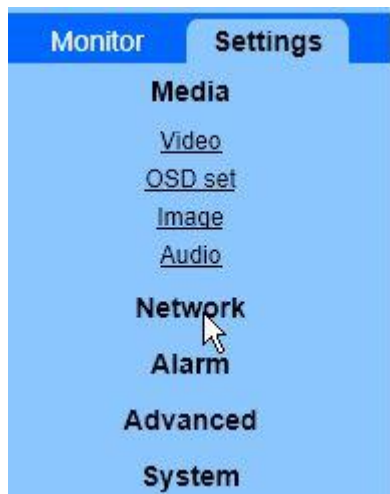 Monitor Settings
Media
Video
OSD set
Image
Audio
Network
Alarm
Advanced
System